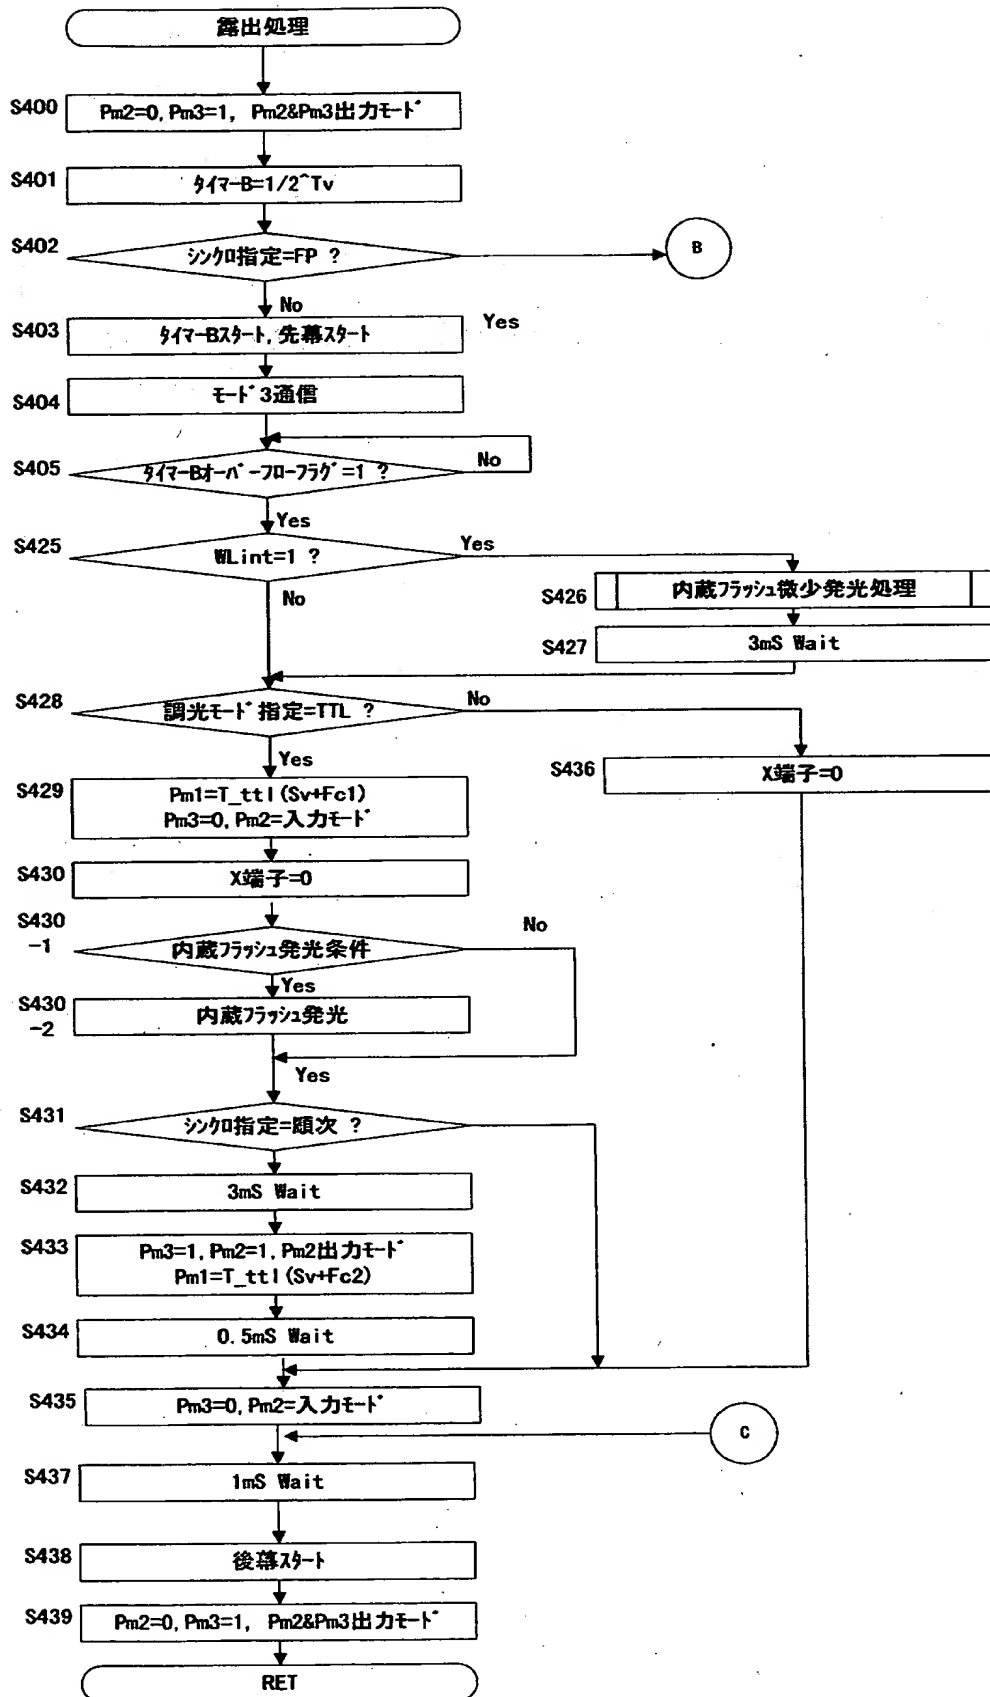 露出処理
S400
Pm2=0, Pm3=1, Pm2&Pm3出力ﾓｰﾄﾞ
S401
ﾀｲﾏｰB=1/2^Tv
S402
ｼﾝｸﾛ指定=FP ?
B
No
Yes
S403
ﾀｲﾏｰBｽﾀｰﾄ, 先幕ｽﾀｰﾄ
S404
ﾓｰﾄﾞ3通信
S405
ﾀｲﾏｰBｵｰﾊﾞｰﾌﾛｰﾌﾗｸﾞ=1 ?
No
Yes
S425
WLint=1 ?
Yes
No
S426
内蔵ﾌﾗｯｼｭ微少発光処理
S427
3mS Wait
S428
調光ﾓｰﾄﾞ指定=TTL ?
No
Yes
S436
X端子=0
S429
Pm1=T_ttl(Sv+Fc1)
Pm3=0, Pm2=入力ﾓｰﾄﾞ
S430
X端子=0
S430
-1
内蔵ﾌﾗｯｼｭ発光条件
No
Yes
S430
-2
内蔵ﾌﾗｯｼｭ発光
Yes
S431
ｼﾝｸﾛ指定=順次 ?
S432
3mS Wait
S433
Pm3=1, Pm2=1, Pm2出力ﾓｰﾄﾞ
Pm1=T_ttl(Sv+Fc2)
S434
0.5mS Wait
S435
Pm3=0, Pm2=入力ﾓｰﾄﾞ
C
S437
1mS Wait
S438
後幕ｽﾀｰﾄ
S439
Pm2=0, Pm3=1, Pm2&Pm3出力ﾓｰﾄﾞ
RET